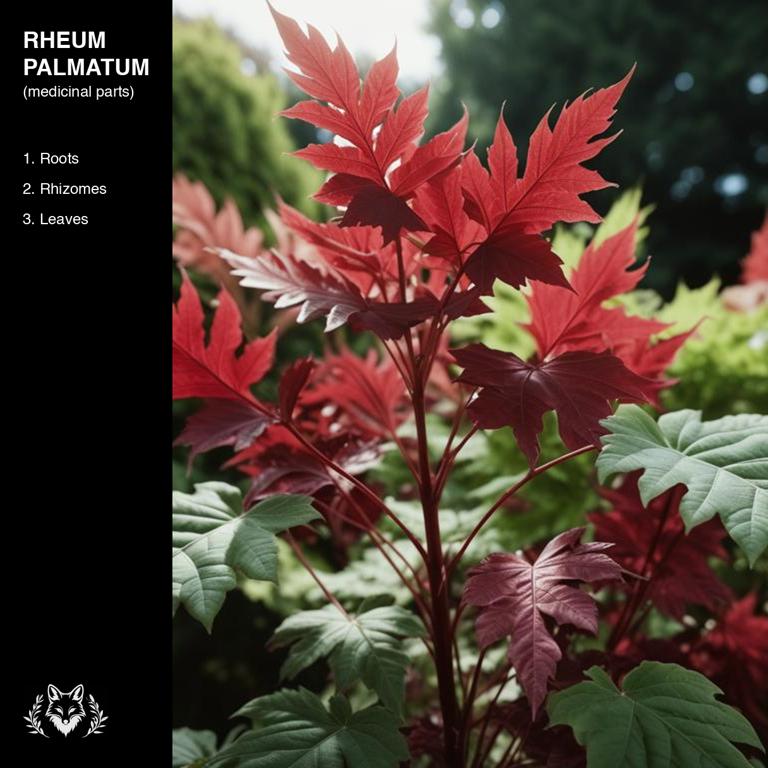 RHEUM
PALMATUM
(medicinal parts)
1. Roots
2. Rhizomes
3. Leaves